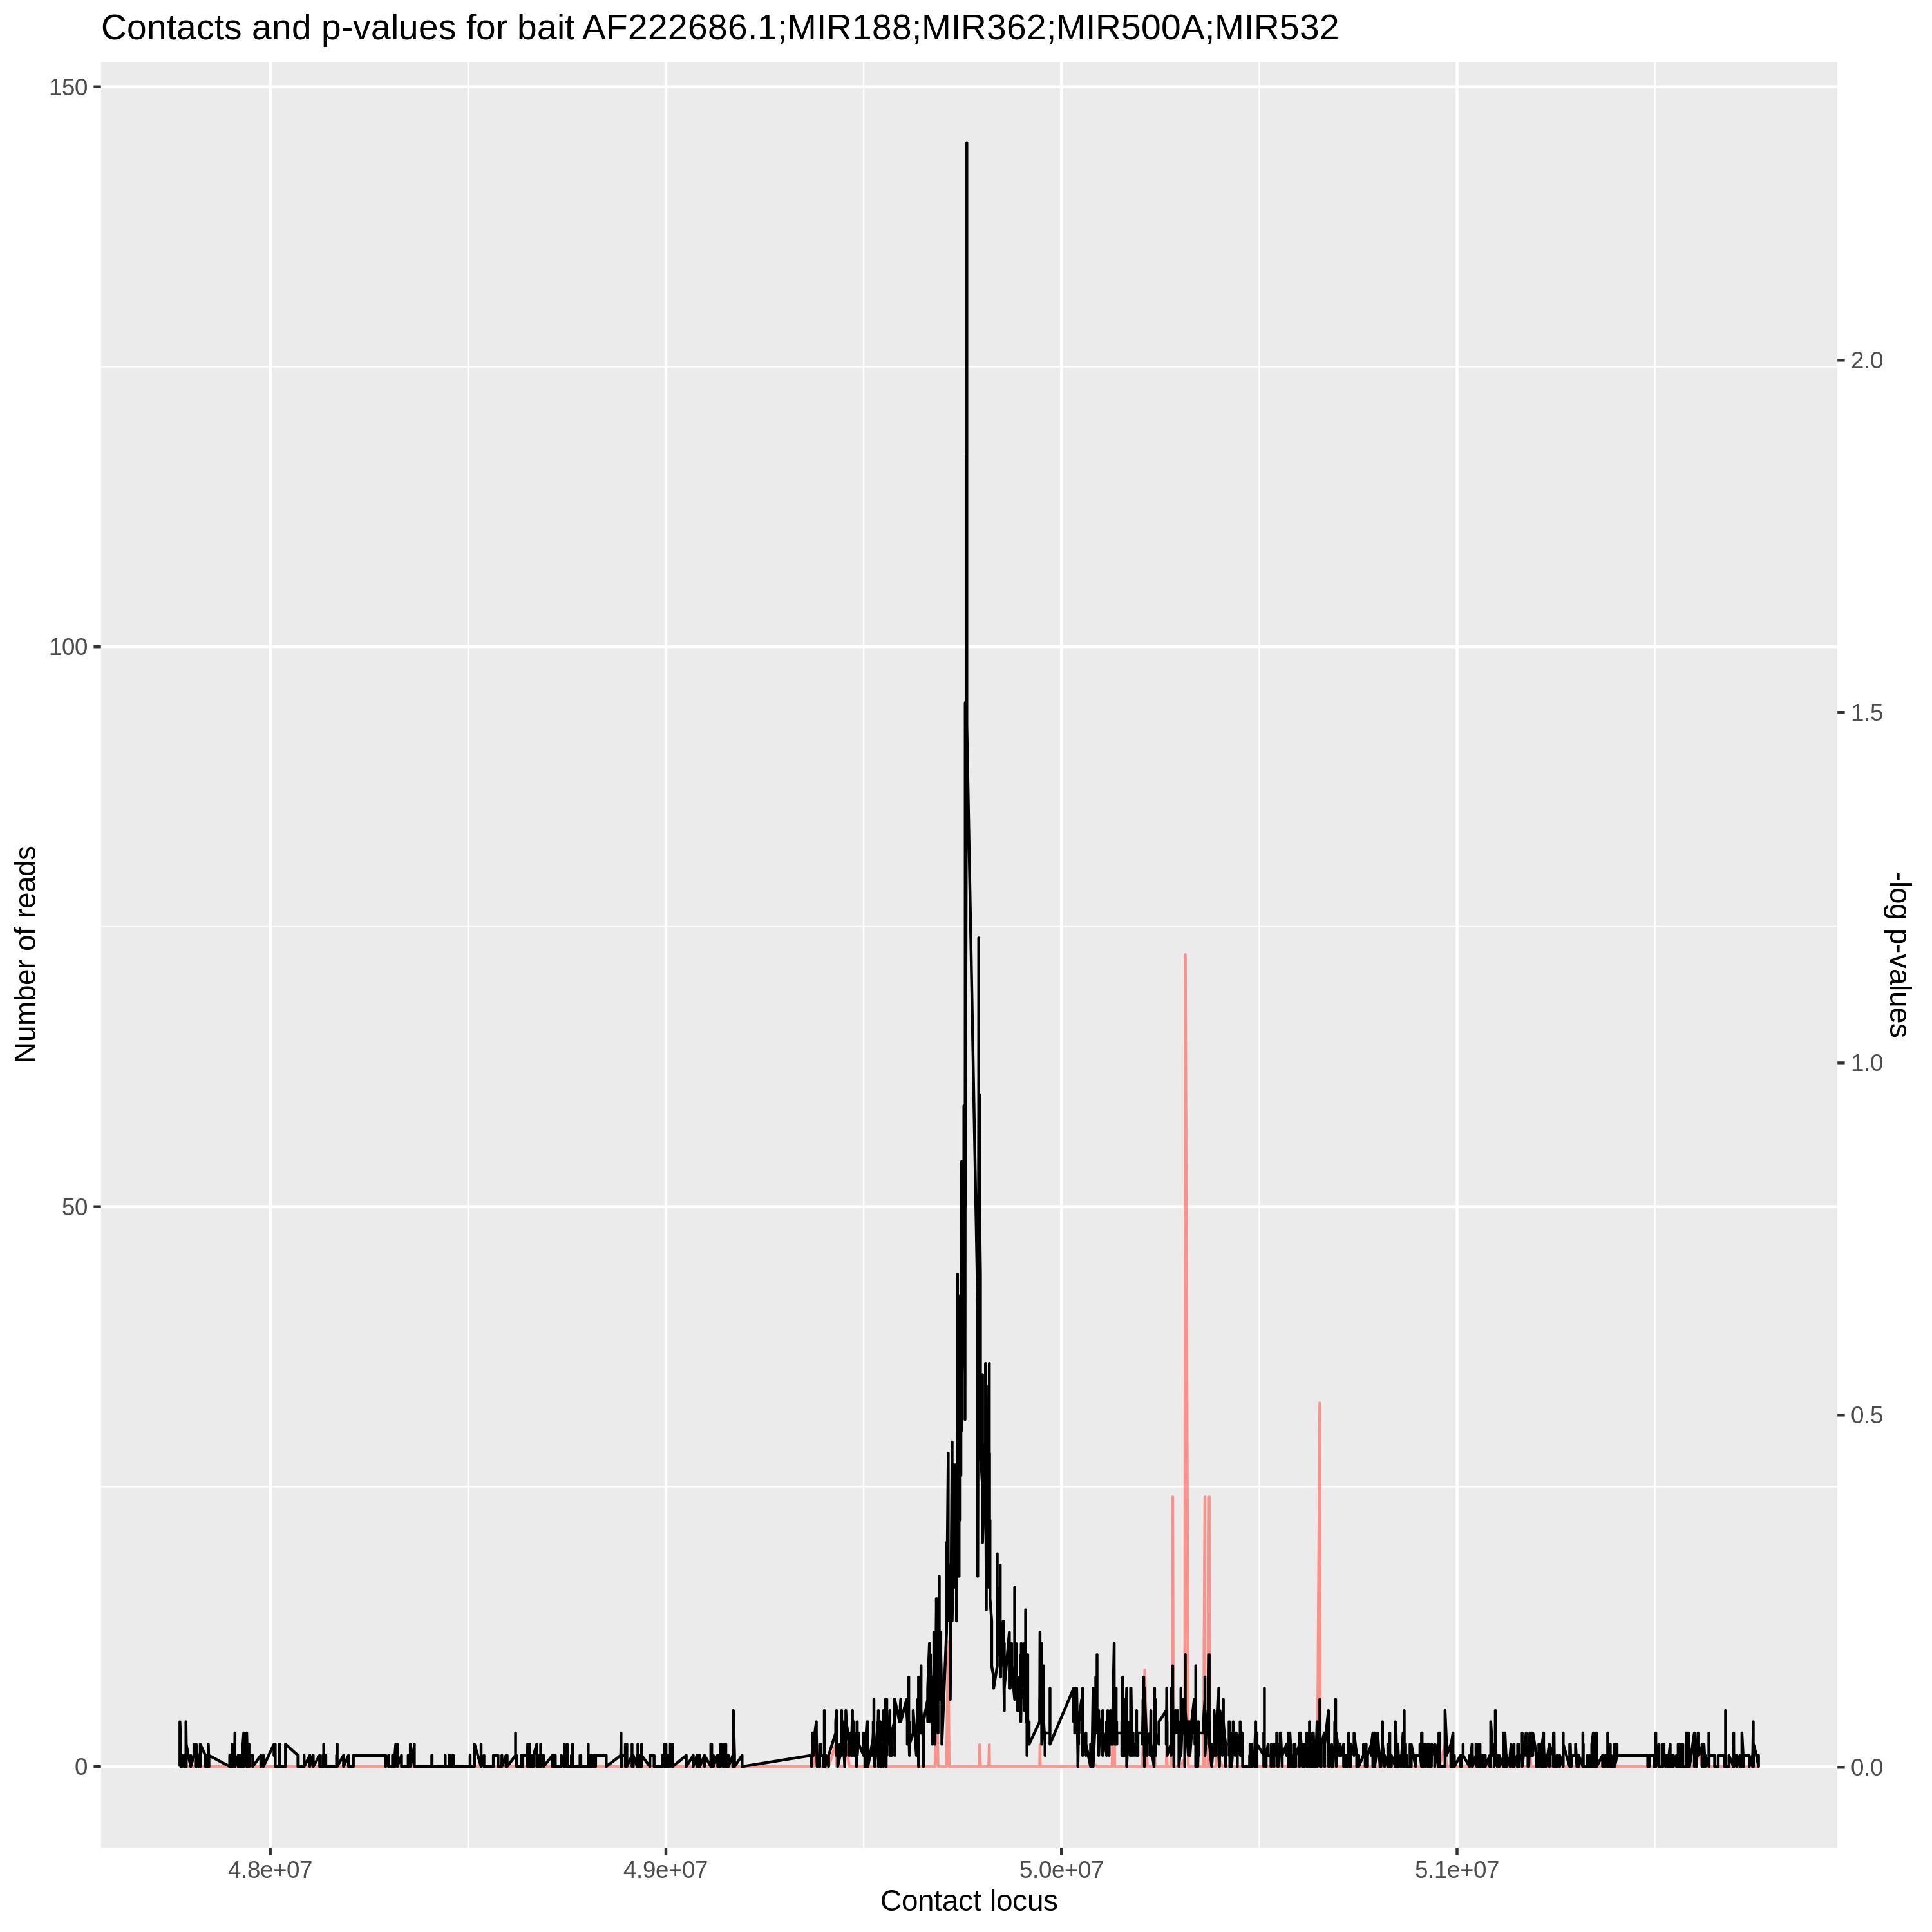 Contacts and p-values for bait AF222686.1;MIR188;MIR362;MIR500A;MIR532
150
100
50
0
Number of reads
2.0
1.5
1.0
0.5
0.0
-log p-values
4.8e+07
4.9e+07
5.0e+07
5.1e+07
Contact locus